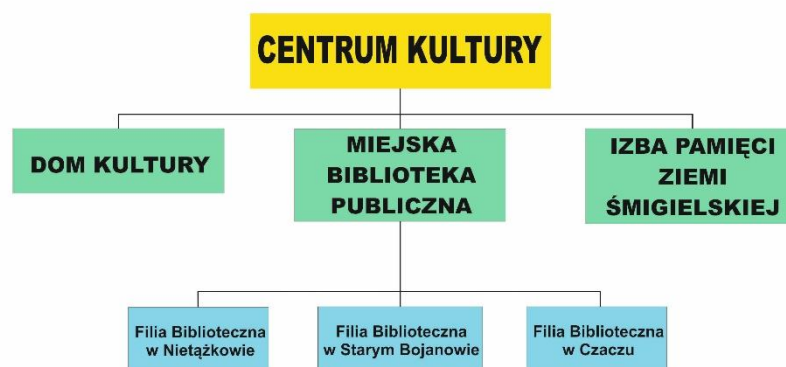 CENTRUM KULTURY
DOM KULTURY
MIEJSKA
BIBLIOTEKA
PUBLICZNA
IZBA PAMIĘCI
ZIEMI
ŚMIGIELSKIEJ
Filia Biblioteczna
w Nietążkowie
Filia Biblioteczna
w Starym Bojanowie
Filia Biblioteczna
w Czaczu